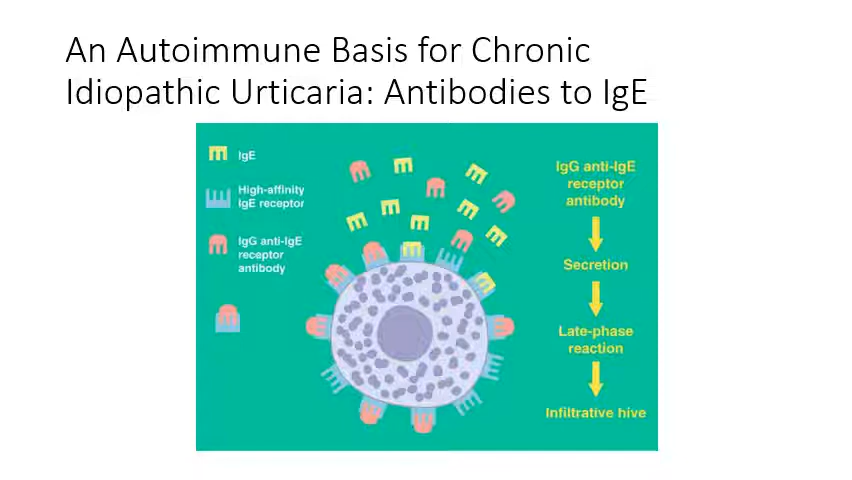 An Autoimmune Basis for Chronic
Idiopathic Urticaria: Antibodies to IgE
IgE
High-affinity
IgE receptor
IgG anti-IgE
receptor
antibody
IgG anti-IgE
receptor
antibody
Secretion
Late-phase
reaction
Infiltrative hive